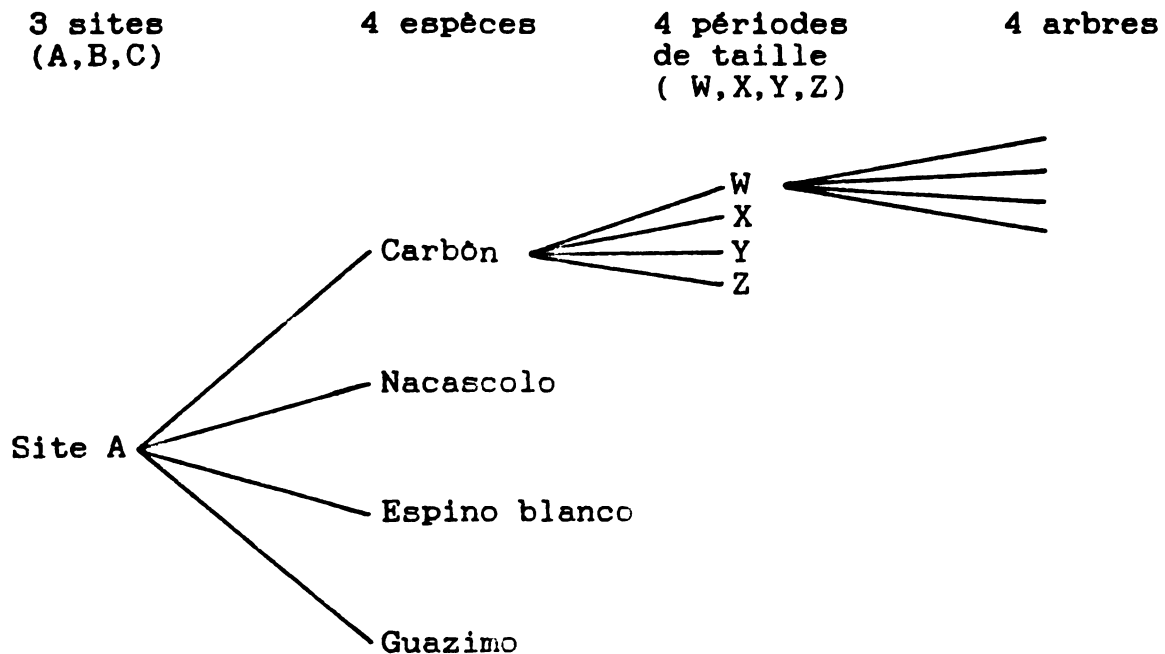 3 sites
(A,B,C)
4 espèces
4 périodes
de taille
( W,X,Y,Z)
4 arbres
W
X
Y
Z
Carbôn
Nacascolo
Site A
Espino blanco
Guazimo